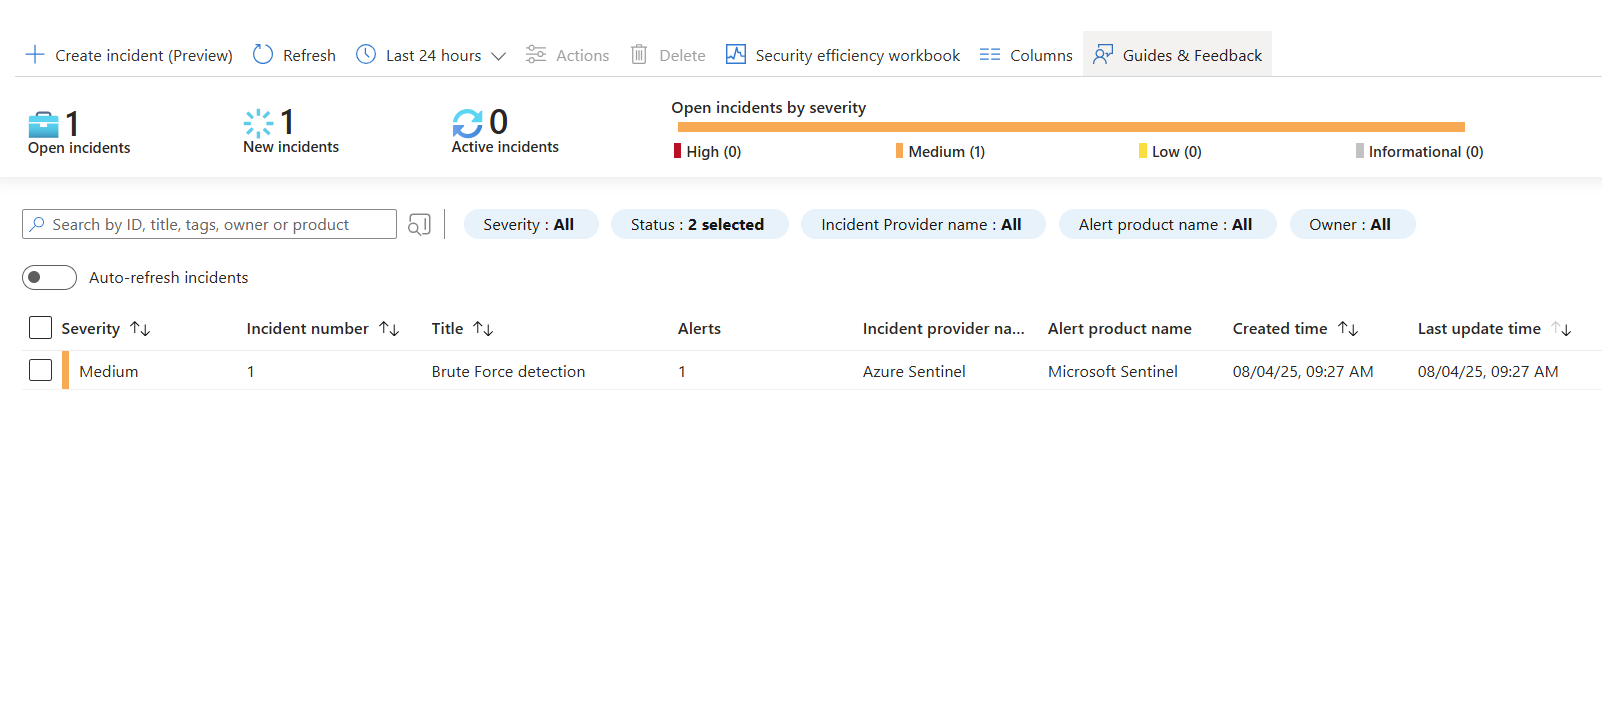 Create incident (Preview) Refresh Last 24 hours Actions Delete Security efficiency workbook Columns Guides & Feedback
1 1 0 Open incidents by severity
Open incidents New incidents Active incidents
High (0) Medium (1) Low (0) Informational (0)
Search by ID, title, tags, owner or product Severity : All Status : 2 selected Incident Provider name : All Alert product name : All Owner : All
Auto-refresh incidents
Severity Incident number Title Alerts Incident provider na... Alert product name Created time Last update time
Medium 1 Brute Force detection 1 Azure Sentinel Microsoft Sentinel 08/04/25, 09:27 AM 08/04/25, 09:27 AM